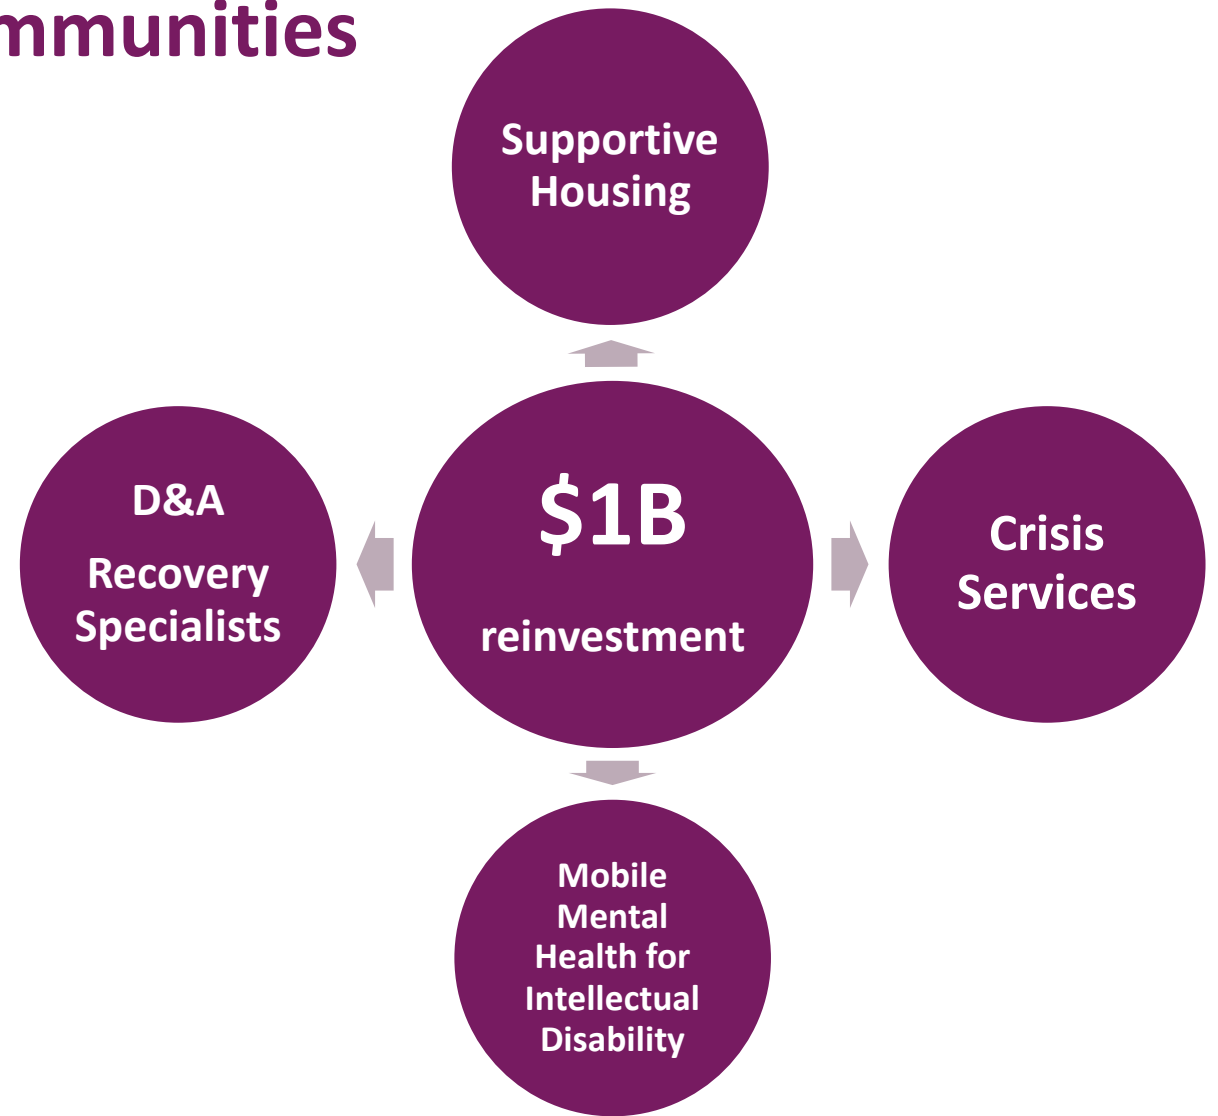 mmunities
Supportive
Housing
D&A
Recovery
Specialists
$1B
reinvestment
Crisis
Services
Mobile
Mental
Health for
Intellectual
Disability